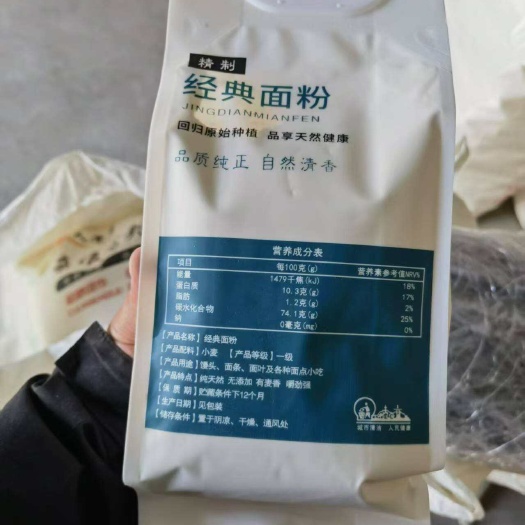 精制
经典面粉
JINGDIANMIANFEN
回归原始种植 品享天然健康
品质纯正 自然清香
营养成分表
项目 每100克(g) 营养素参考值NRV%
能量 1479千焦(kJ) 18%
蛋白质 10.3克(g) 17%
脂肪 1.2克(g) 2%
碳水化合物 74.1克(g) 25%
钠 0毫克(mg) 0%
【产品名称】经典面粉
【产品配料】小麦 【产品等级】一级
【产品用途】馒头、面条、面叶及各种面点小吃
【产品特点】纯天然 无添加 有麦香 嚼劲强
【保质期】贮藏条件下12个月
【生产日期】见包装
【储存条件】置于阴凉、干燥、通风处
城市清洁 人民健康